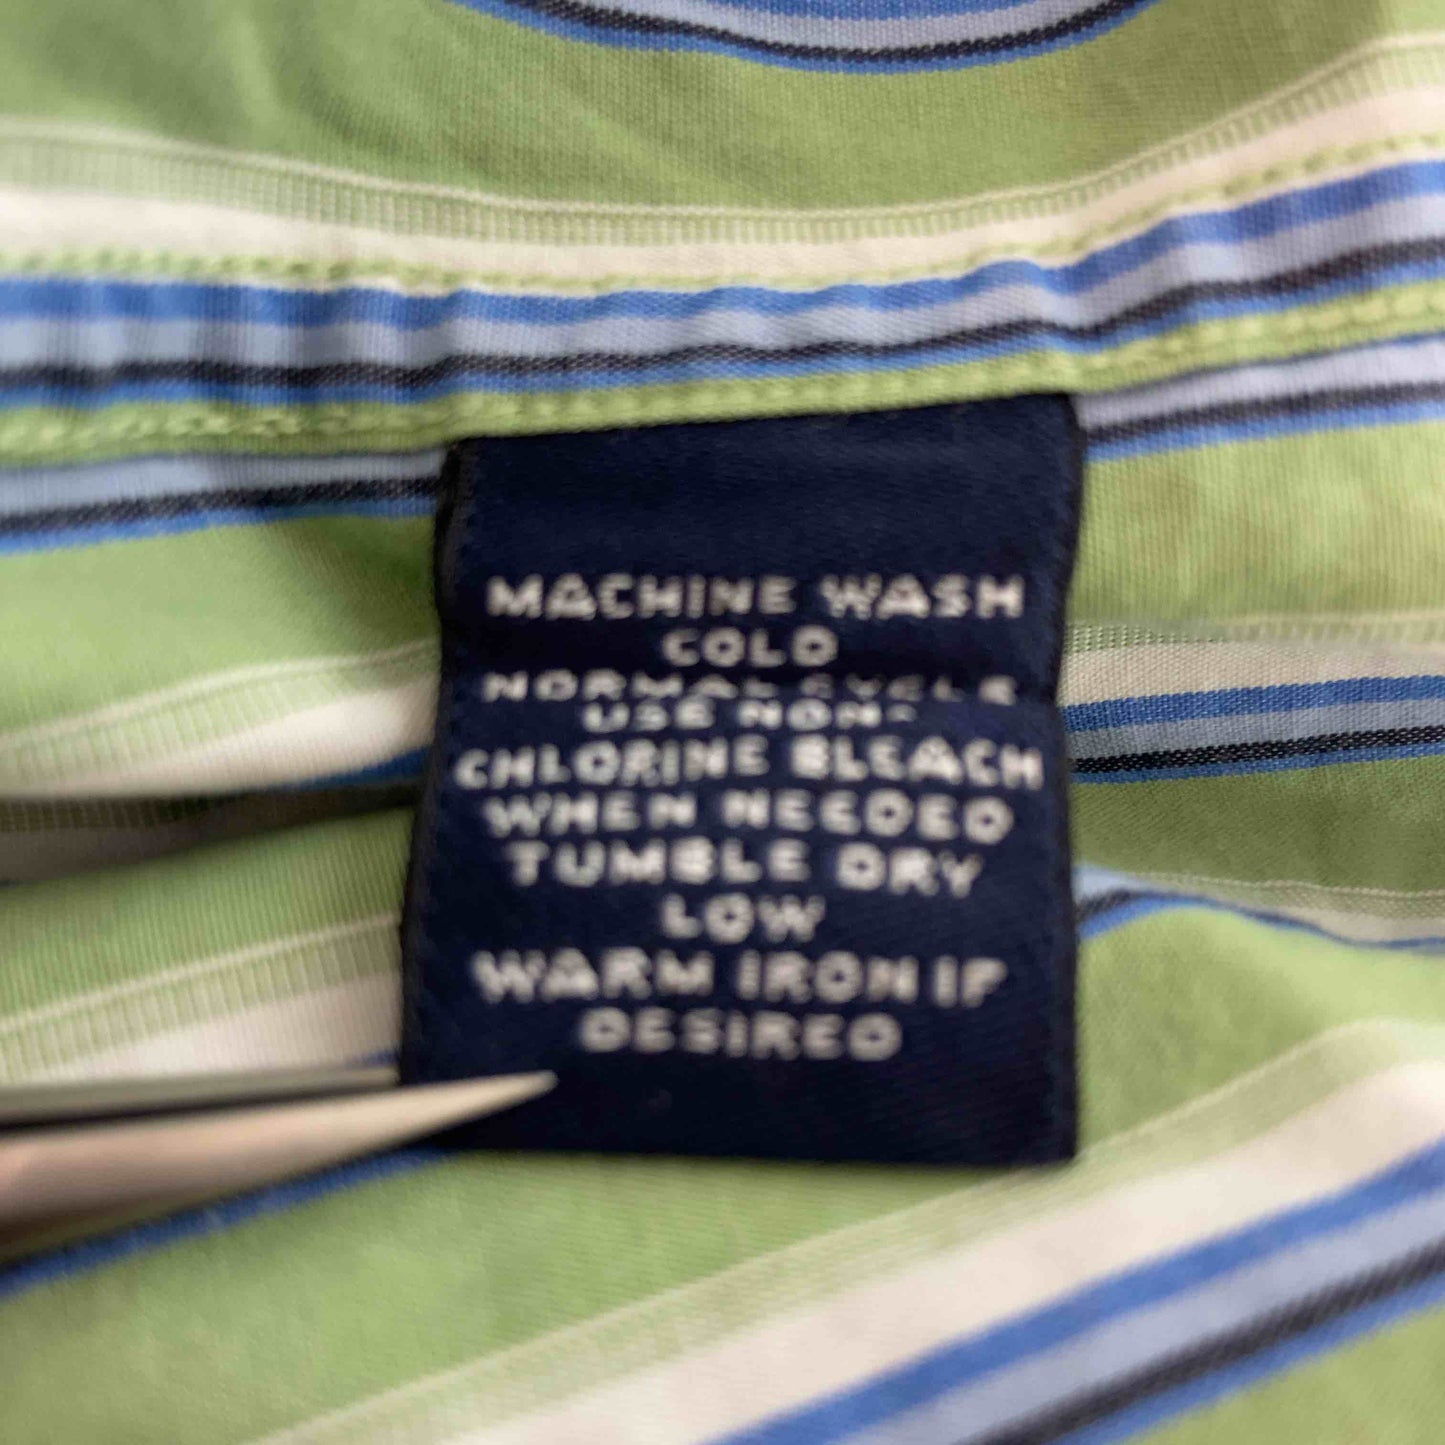 MACHINE WASH
COLD
NORMAL CYCLE
USE NON-
CHLORINE BLEACH
WHEN NEEDED
TUMBLE DRY
LOW
WARM IRON IF
DESIRED